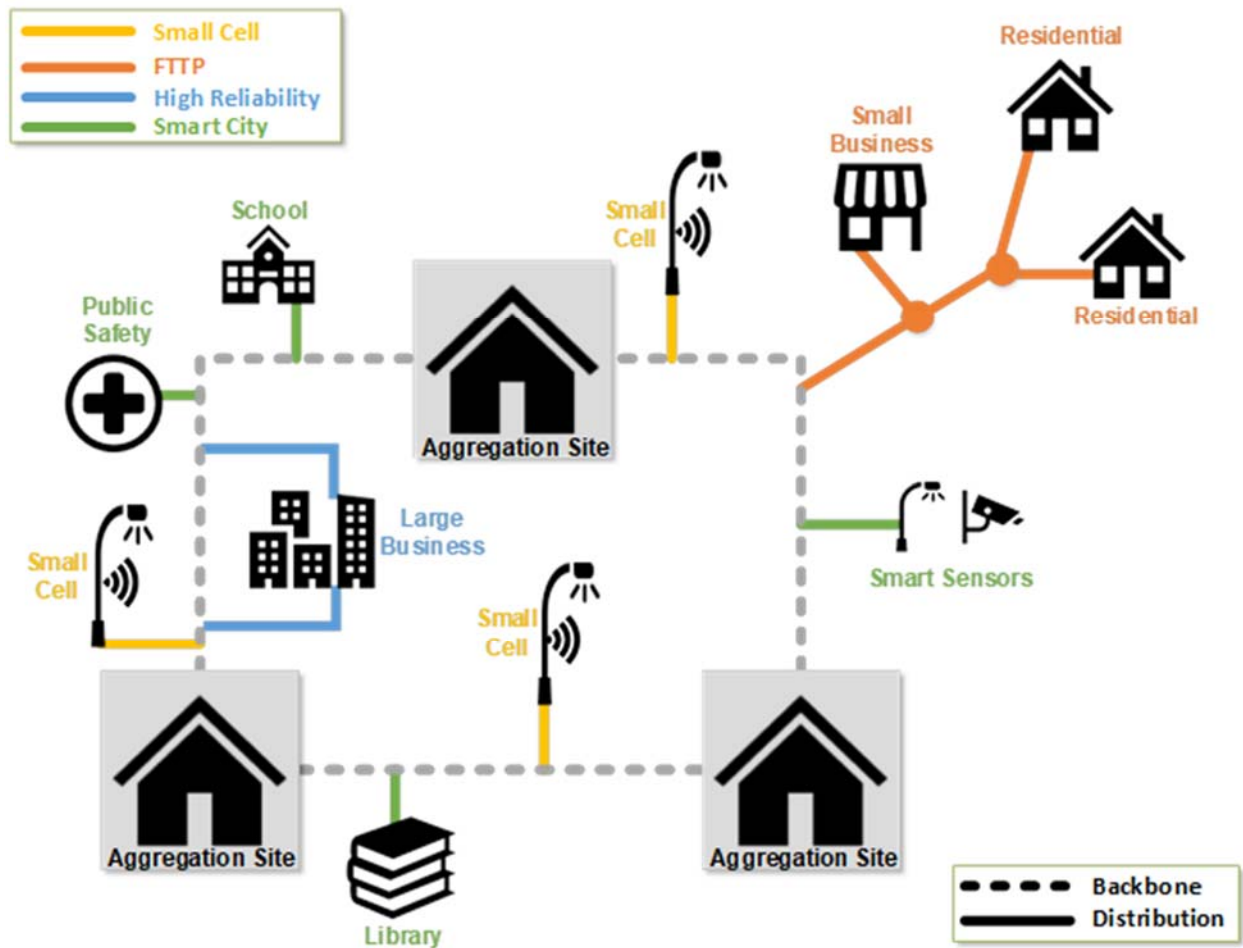 Small Cell
FTTP
High Reliability
Smart City
Residential
Small
Business
School
Small
Cell
Public
Safety
Residential
Aggregation Site
Large
Business
Small
Cell
Small
Cell
Smart Sensors
Aggregation Site
Aggregation Site
Library
Backbone
Distribution